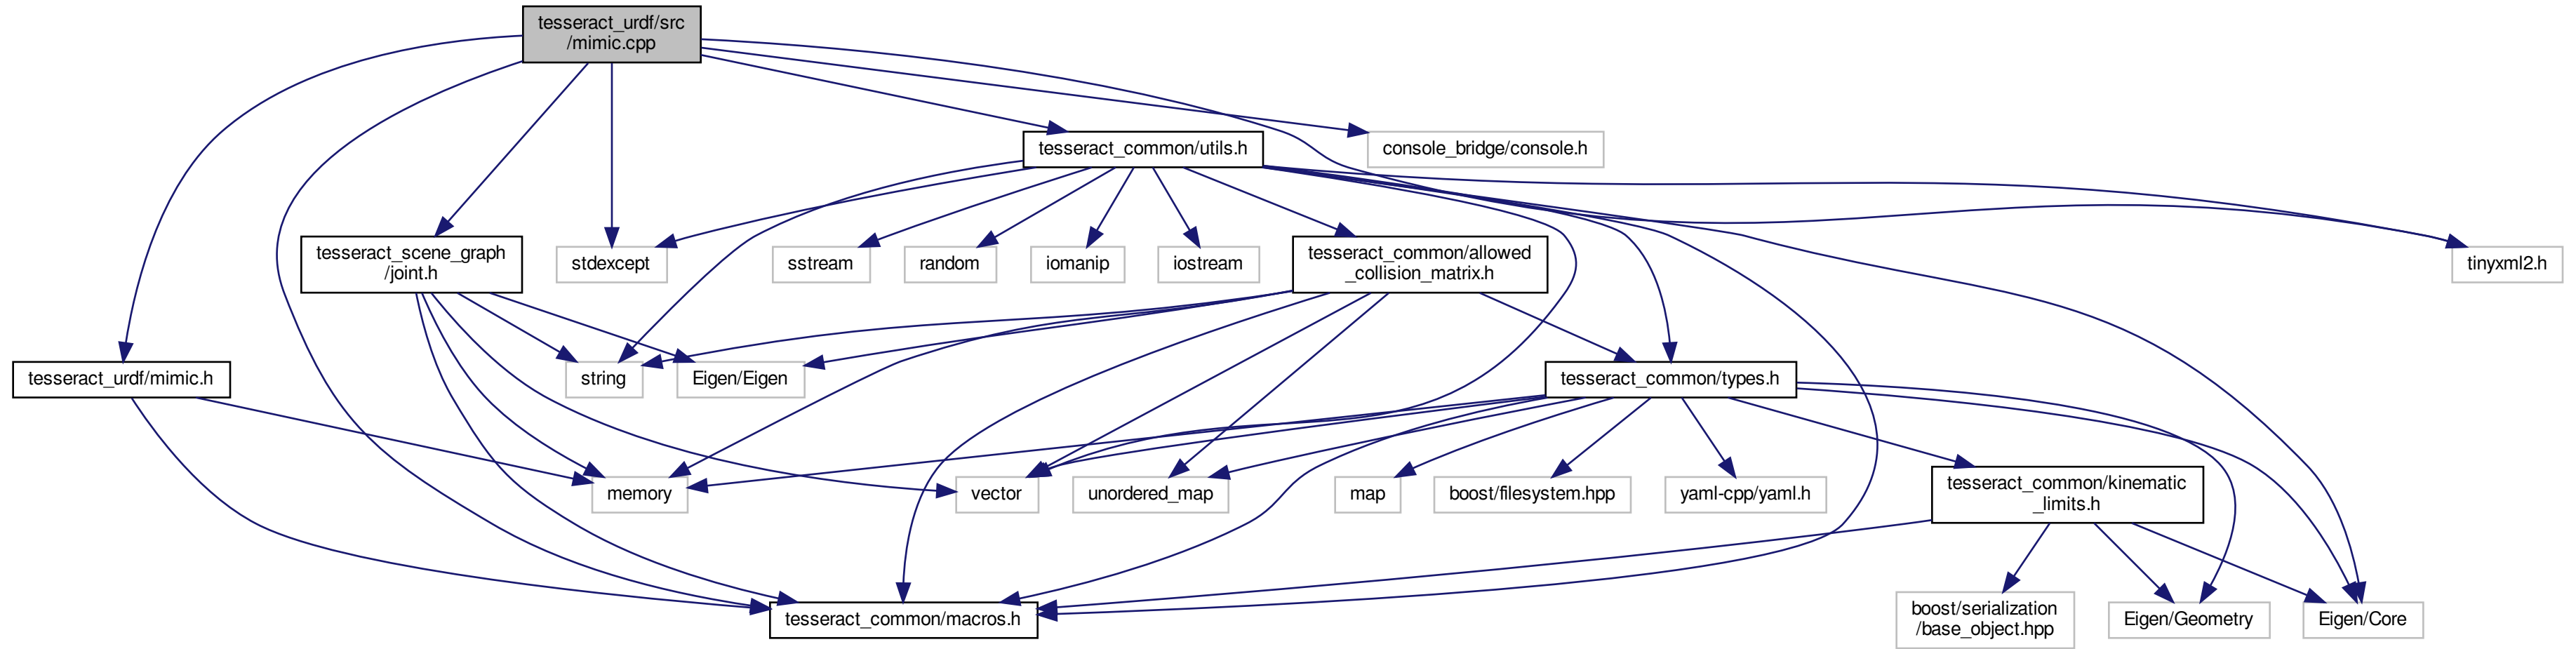 tesseract_urdf/src
/mimic.cpp
tesseract_common/utils.h
console_bridge/console.h
tesseract_scene_graph
/joint.h
stdexcept
sstream
random
iomanip
iostream
tesseract_common/allowed
_collision_matrix.h
tinyxml2.h
tesseract_urdf/mimic.h
string
Eigen/Eigen
tesseract_common/types.h
memory
vector
unordered_map
map
boost/filesystem.hpp
yaml-cpp/yaml.h
tesseract_common/kinematic
_limits.h
tesseract_common/macros.h
boost/serialization
/base_object.hpp
Eigen/Geometry
Eigen/Core